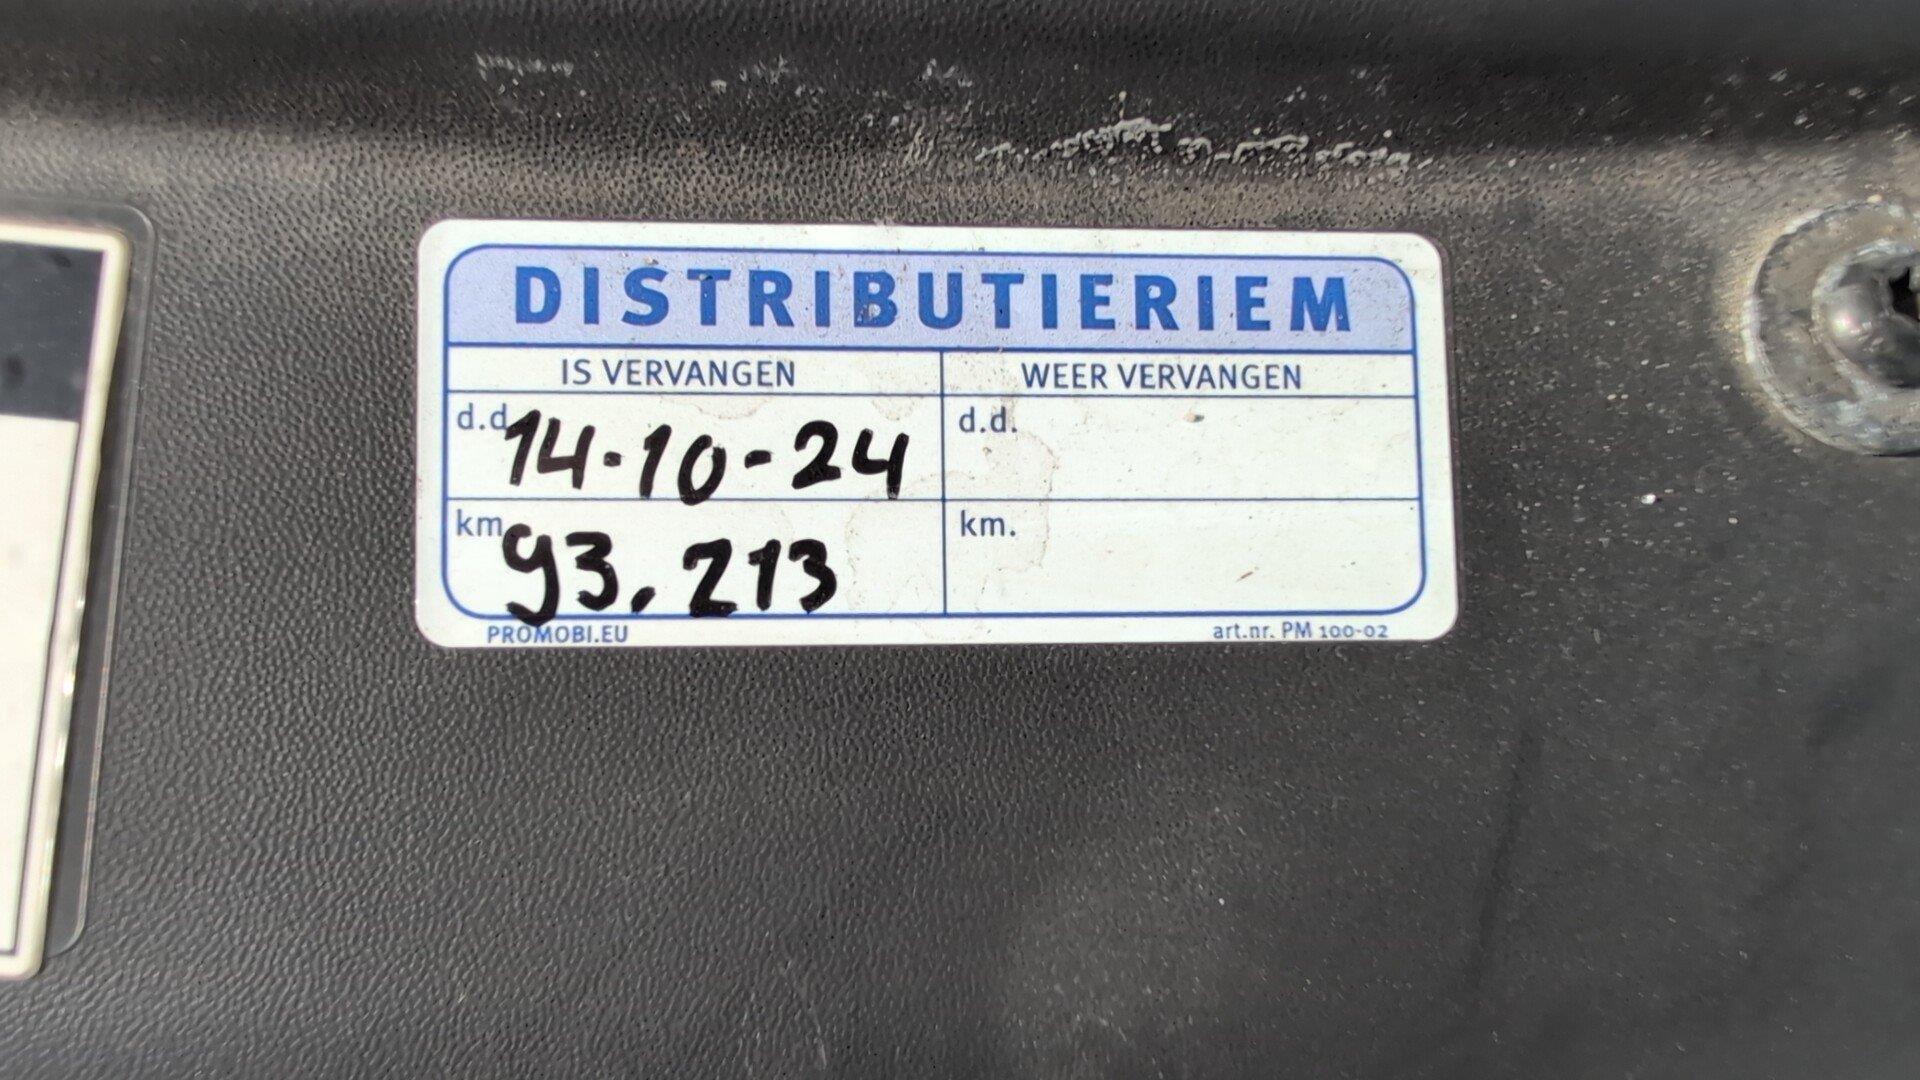 DISTRIBUTIERIEM
IS VERVANGEN WEER VERVANGEN
d.d. 14-10-24 d.d.
km. 93.213 km.
PROMOBI.EU art.nr. PM 100-02